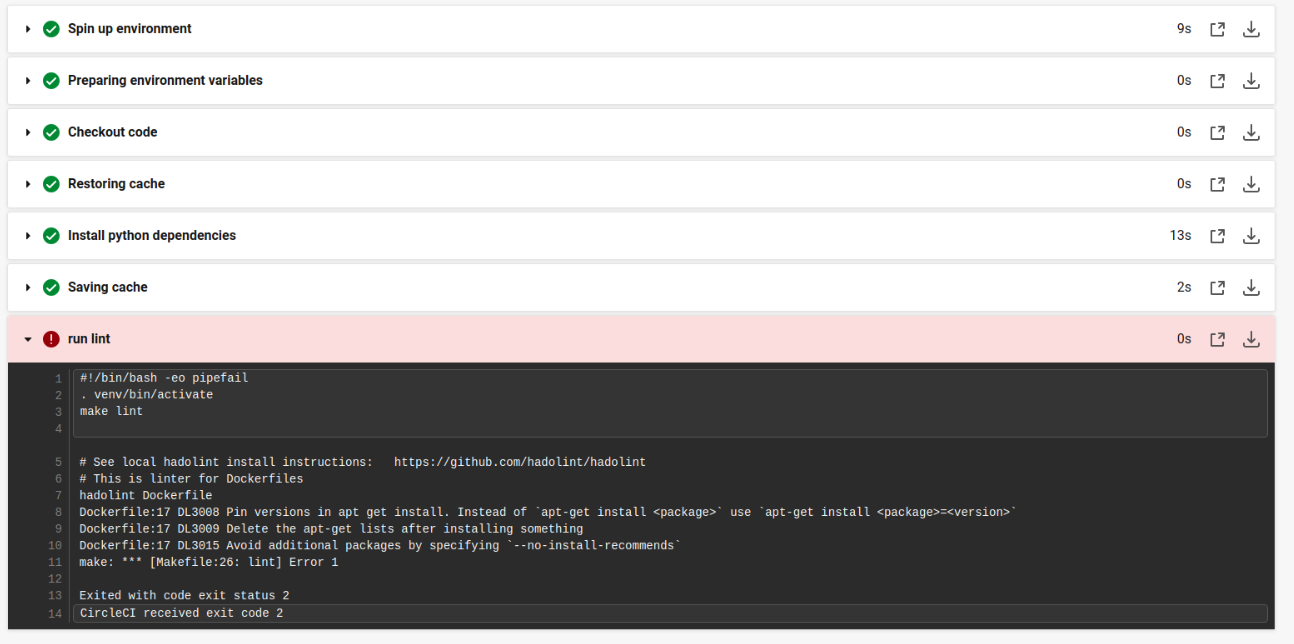 Spin up environment 9s
Preparing environment variables 0s
Checkout code 0s
Restoring cache 0s
Install python dependencies 13s
Saving cache 2s
run lint 0s
1 #!/bin/bash -eo pipefail
2 . venv/bin/activate
3 make lint
4
5 # See local hadolint install instructions:   https://github.com/hadolint/hadolint
6 # This is linter for Dockerfiles
7 hadolint Dockerfile
8 Dockerfile:17 DL3008 Pin versions in apt get install. Instead of `apt-get install <package>` use `apt-get install <package>=<version>`
9 Dockerfile:17 DL3009 Delete the apt-get lists after installing something
10 Dockerfile:17 DL3015 Avoid additional packages by specifying `--no-install-recommends`
11 make: *** [Makefile:26: lint] Error 1
12
13 Exited with code exit status 2
14 CircleCI received exit code 2